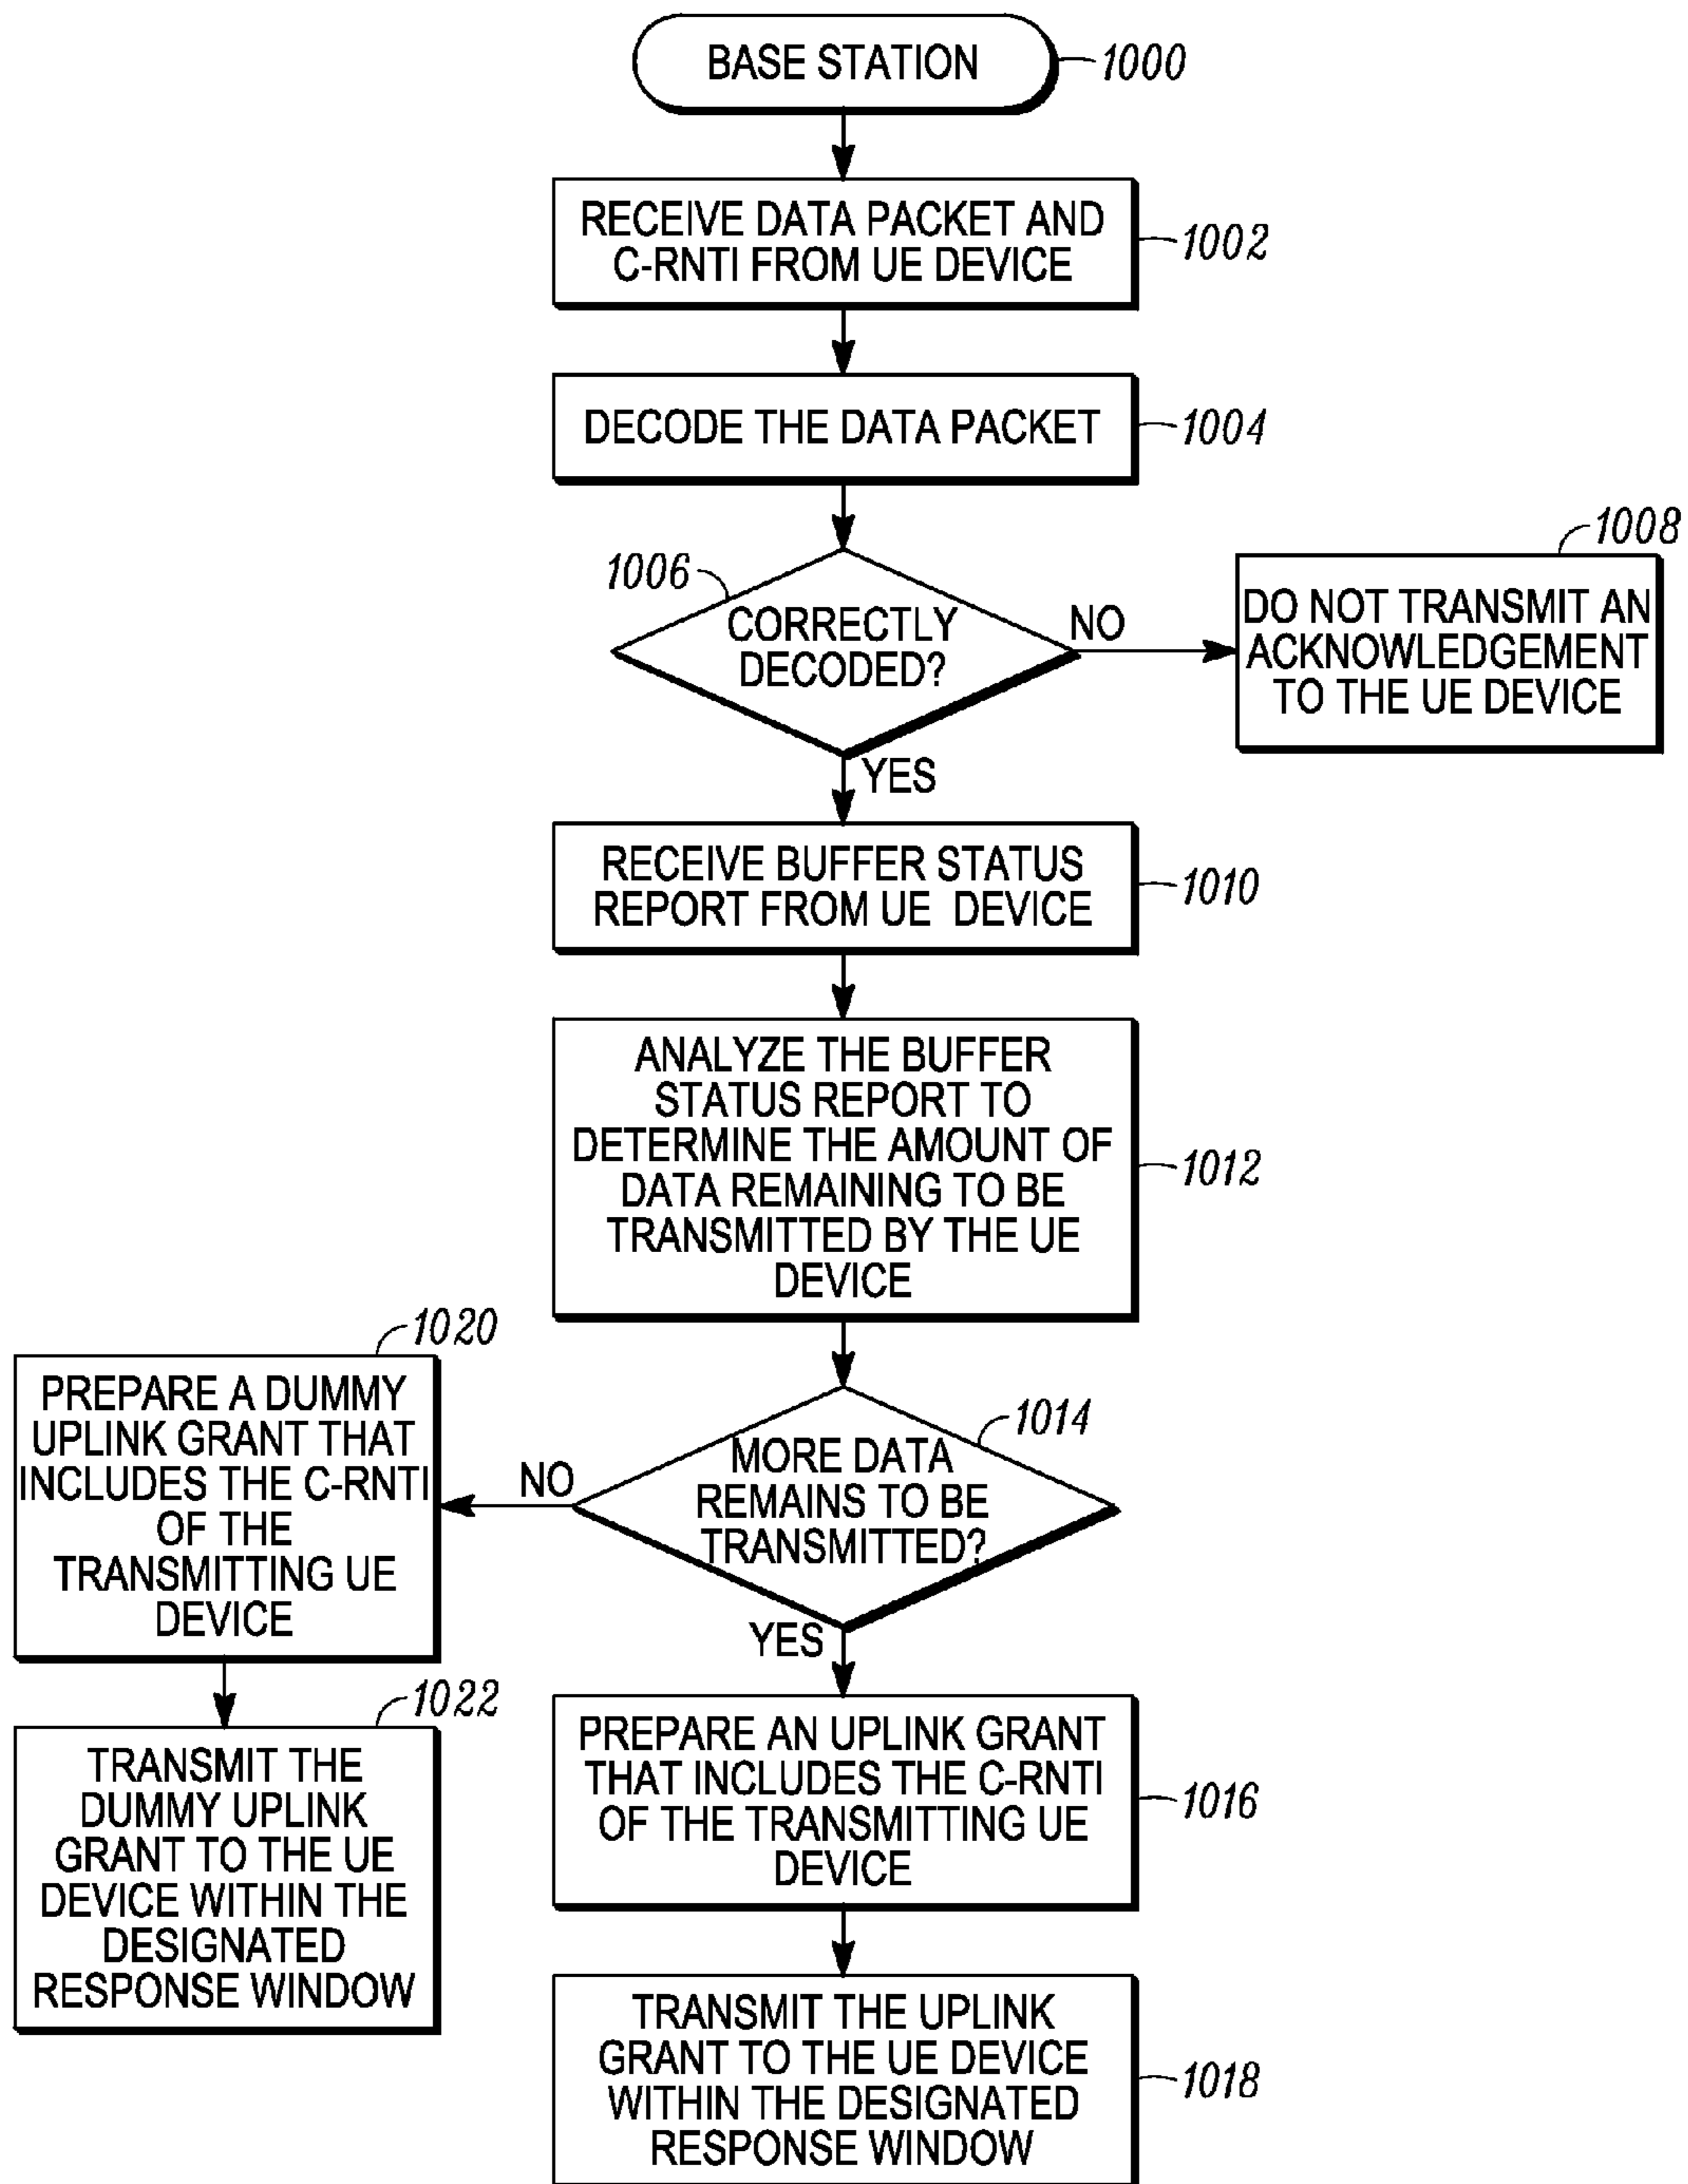 BASE STATION
1000
RECEIVE DATA PACKET AND
C-RNTI FROM UE DEVICE
1002
DECODE THE DATA PACKET
1004
1006
CORRECTLY
DECODED?
NO
1008
DO NOT TRANSMIT AN
ACKNOWLEDGEMENT
TO THE UE DEVICE
YES
RECEIVE BUFFER STATUS
REPORT FROM UE DEVICE
1010
ANALYZE THE BUFFER
STATUS REPORT TO
DETERMINE THE AMOUNT OF
DATA REMAINING TO BE
TRANSMITTED BY THE UE
DEVICE
1012
1014
MORE DATA
REMAINS TO BE
TRANSMITTED?
NO
1020
PREPARE A DUMMY
UPLINK GRANT THAT
INCLUDES THE C-RNTI
OF THE
TRANSMITTING UE
DEVICE
1022
TRANSMIT THE
DUMMY UPLINK
GRANT TO THE UE
DEVICE WITHIN THE
DESIGNATED
RESPONSE WINDOW
YES
PREPARE AN UPLINK GRANT
THAT INCLUDES THE C-RNTI
OF THE TRANSMITTING UE
DEVICE
1016
TRANSMIT THE UPLINK
GRANT TO THE UE DEVICE
WITHIN THE DESIGNATED
RESPONSE WINDOW
1018